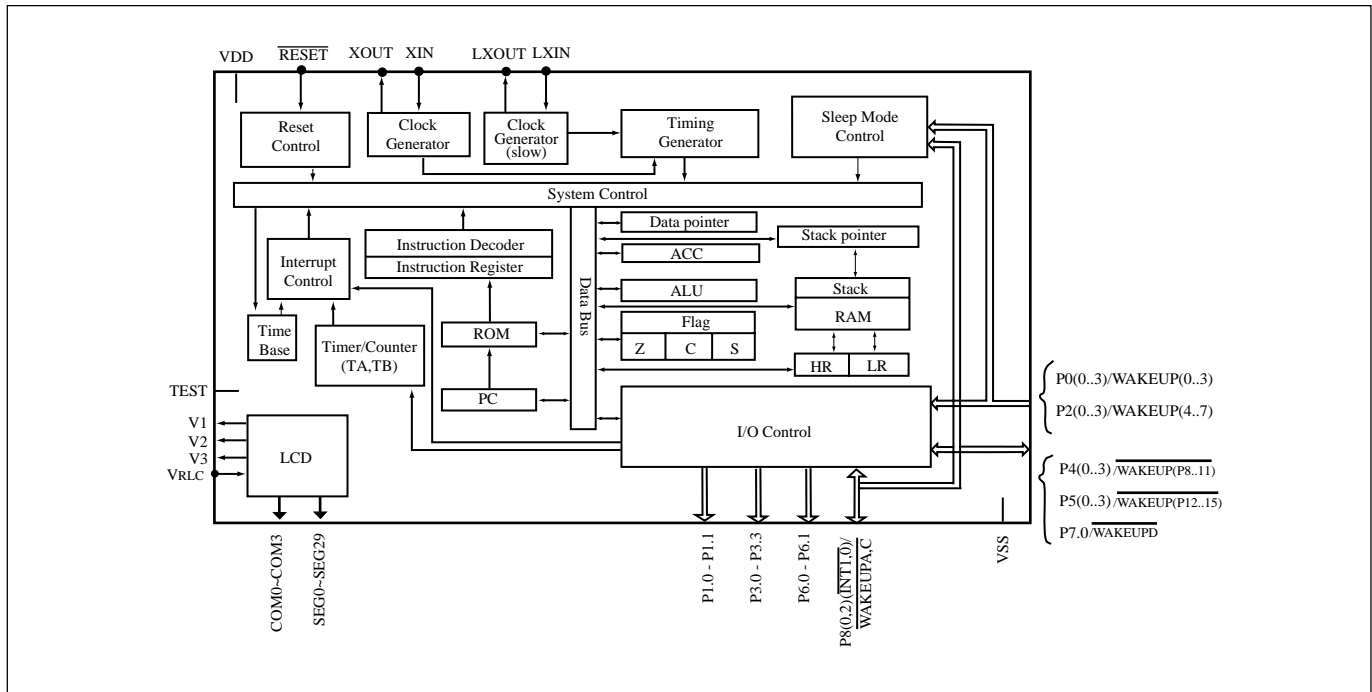 VDD
RESET
XOUT XIN
LXOUT LXIN
Reset
Control
Clock
Generator
Clock
Generator
(slow)
Timing
Generator
Sleep Mode
Control
System Control
Interrupt
Control
Instruction Decoder
Instruction Register
Data Bus
Data pointer
Stack pointer
ACC
ALU
Stack
RAM
Flag
Z C S
HR LR
Time
Base
Timer/Counter
(TA,TB)
ROM
PC
TEST
V1
V2
V3
VRLC
LCD
I/O Control
P0(0..3)/WAKEUP(0..3)
P2(0..3)/WAKEUP(4..7)
P4(0..3)/WAKEUP(P8..11)
P5(0..3)/WAKEUP(P12..15)
P7.0/WAKEUPD
COM0~COM3
SEG0~SEG29
P1.0 - P1.1
P3.0 - P3.3
P6.0 - P6.1
P8(0,2)(INT1,0)/
WAKEUPA,C
VSS